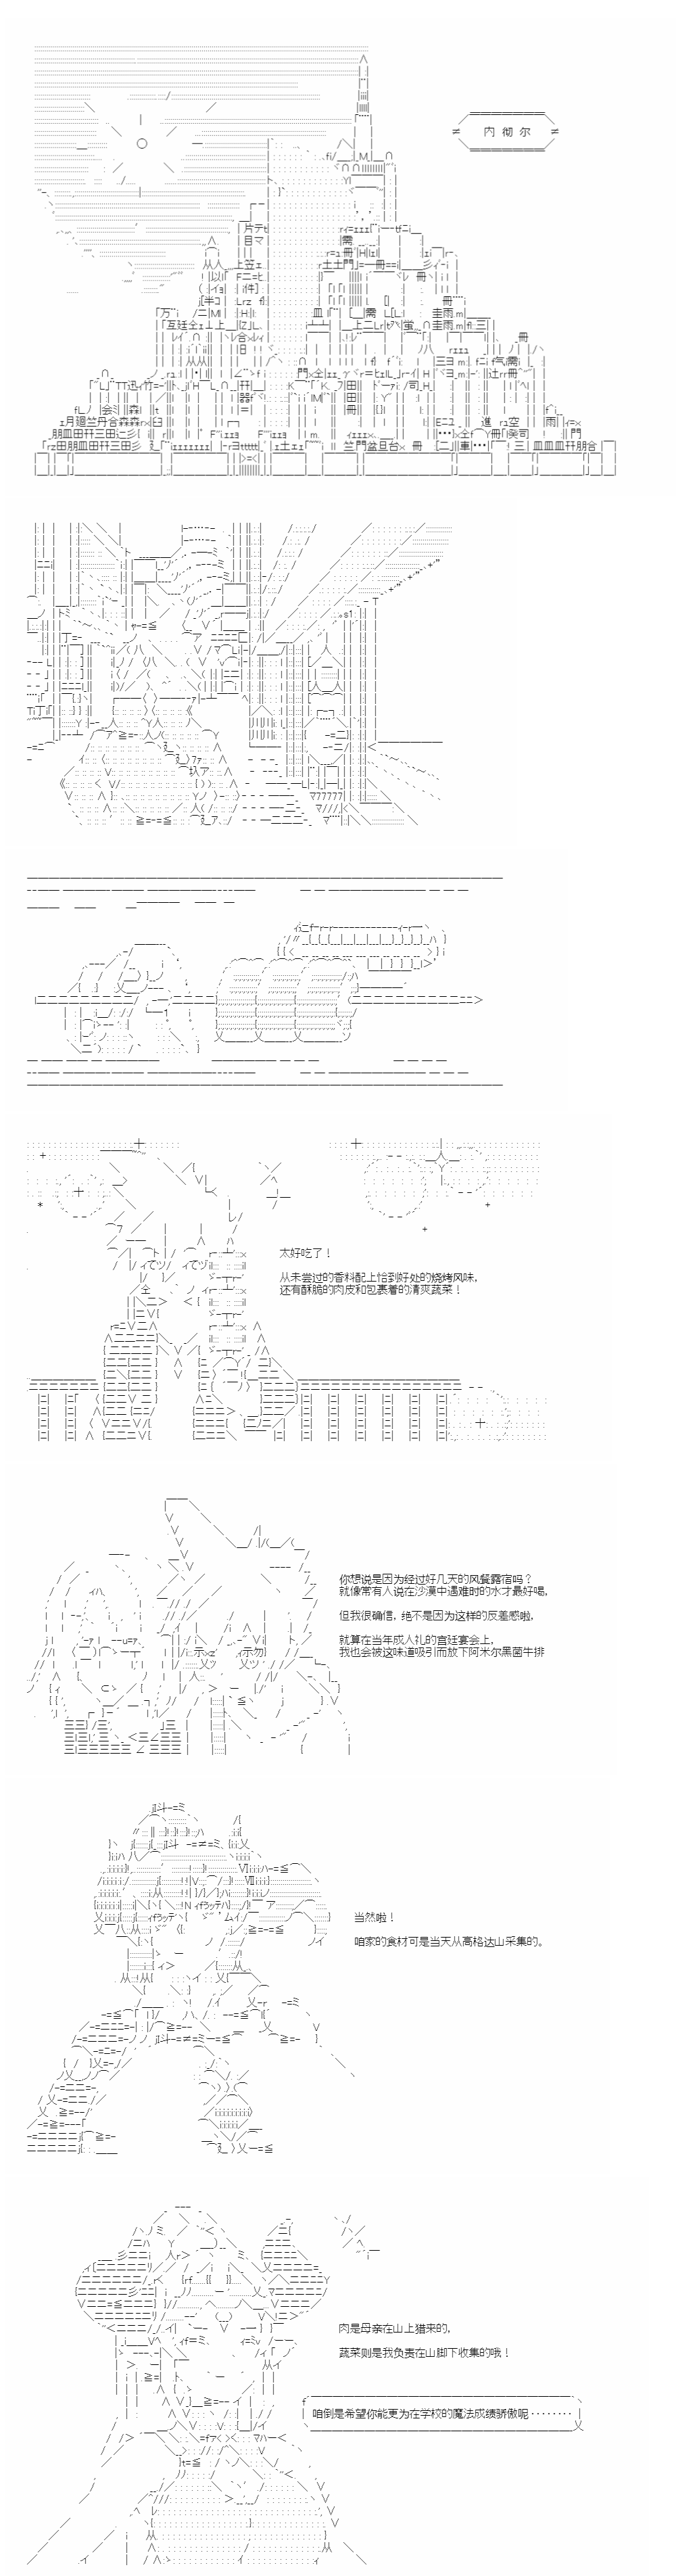 内 彻 尔
太好吃了！
从未尝过的香料配上恰到好处的烧烤风味，
还有酥脆的肉皮和包裹着的清爽蔬菜！
你想说是因为经过好几天的风餐露宿吗？
就像常有人说在沙漠中遇难时的水才最好喝，
但我很确信，绝不是因为这样的反差感啦，
就算在当年成人礼的宫廷宴会上，
我也会被这味道吸引而放下阿米尔黑菌牛排
当然啦！
咱家的食材可是当天从高格达山采集的。
肉是母亲在山上猎来的，
蔬菜则是我负责在山脚下收集的哦！
咱倒是希望你能更为在学校的魔法成绩骄傲呢・・・・・・・・